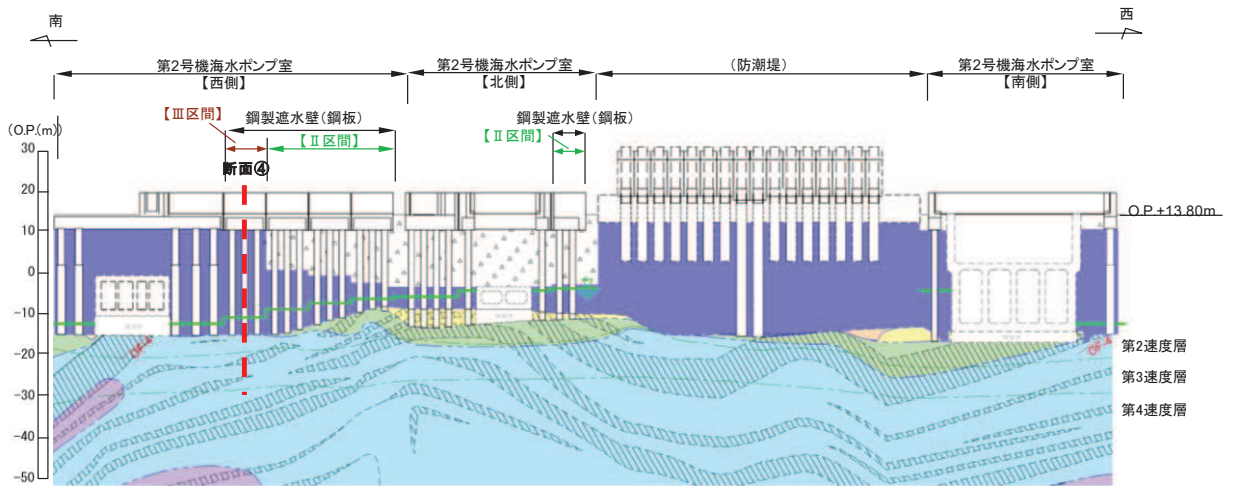 南
西
第2号機海水ポンプ室
【西側】
第2号機海水ポンプ室
【北側】
(防潮堤)
第2号機海水ポンプ室
【南側】
【Ⅲ区間】
鋼製遮水壁(鋼板)
【Ⅱ区間】
鋼製遮水壁(鋼板)
【Ⅱ区間】
断面④
(O.P.(m))
30
20
10
0
-10
-20
-30
-40
-50
O.P.+13.80m
第2速度層
第3速度層
第4速度層